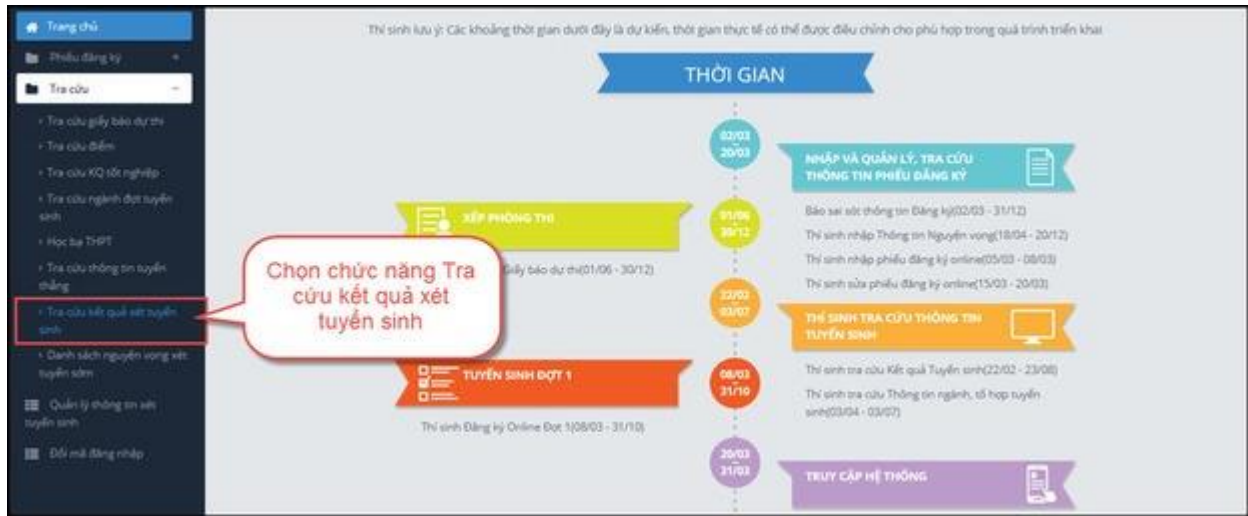 Trang chủ
Phiếu đăng ký
Tra cứu
Tra cứu giấy báo dự thi
Tra cứu điểm
Tra cứu KQ tốt nghiệp
Tra cứu ngành đợt tuyển
sinh
Học bạ THPT
Tra cứu thông tin tuyển
thẳng
Tra cứu kết quả xét tuyển
sinh
Danh sách nguyện vọng xét
tuyển sớm
Quản lý thông tin xét
tuyển sinh
Đổi mã đăng nhập
Thí sinh lưu ý: Các khoảng thời gian dưới đây là dự kiến, thời gian thực tế có thể được điều chỉnh cho phù hợp trong quá trình triển khai
THỜI GIAN
02/03
20/03
NHẬP VÀ QUẢN LÝ, TRA CỨU
THÔNG TIN PHIẾU ĐĂNG KÝ
Báo sai sót thông tin Đăng ký(02/03 - 31/12)
Thí sinh nhập Thông tin Nguyện vọng(18/04 - 20/12)
Thí sinh nhập phiếu đăng ký online(05/03 - 08/03)
Thí sinh sửa phiếu đăng ký online(15/03 - 20/03)
XẾP PHÒNG THI
01/06
30/12
Giấy báo dự thi(01/06 - 30/12)
Chọn chức năng Tra
cứu kết quả xét
tuyển sinh
22/02
03/07
THÍ SINH TRA CỨU THÔNG TIN
TUYỂN SINH
Thí sinh tra cứu Kết quả Tuyển sinh(22/02 - 23/08)
Thí sinh tra cứu Thông tin ngành, tổ hợp tuyển
sinh(03/04 - 03/07)
TUYỂN SINH ĐỢT 1
08/03
31/10
Thí sinh Đăng ký Online Đợt 1(08/03 - 31/10)
20/03
31/03
TRUY CẬP HỆ THỐNG